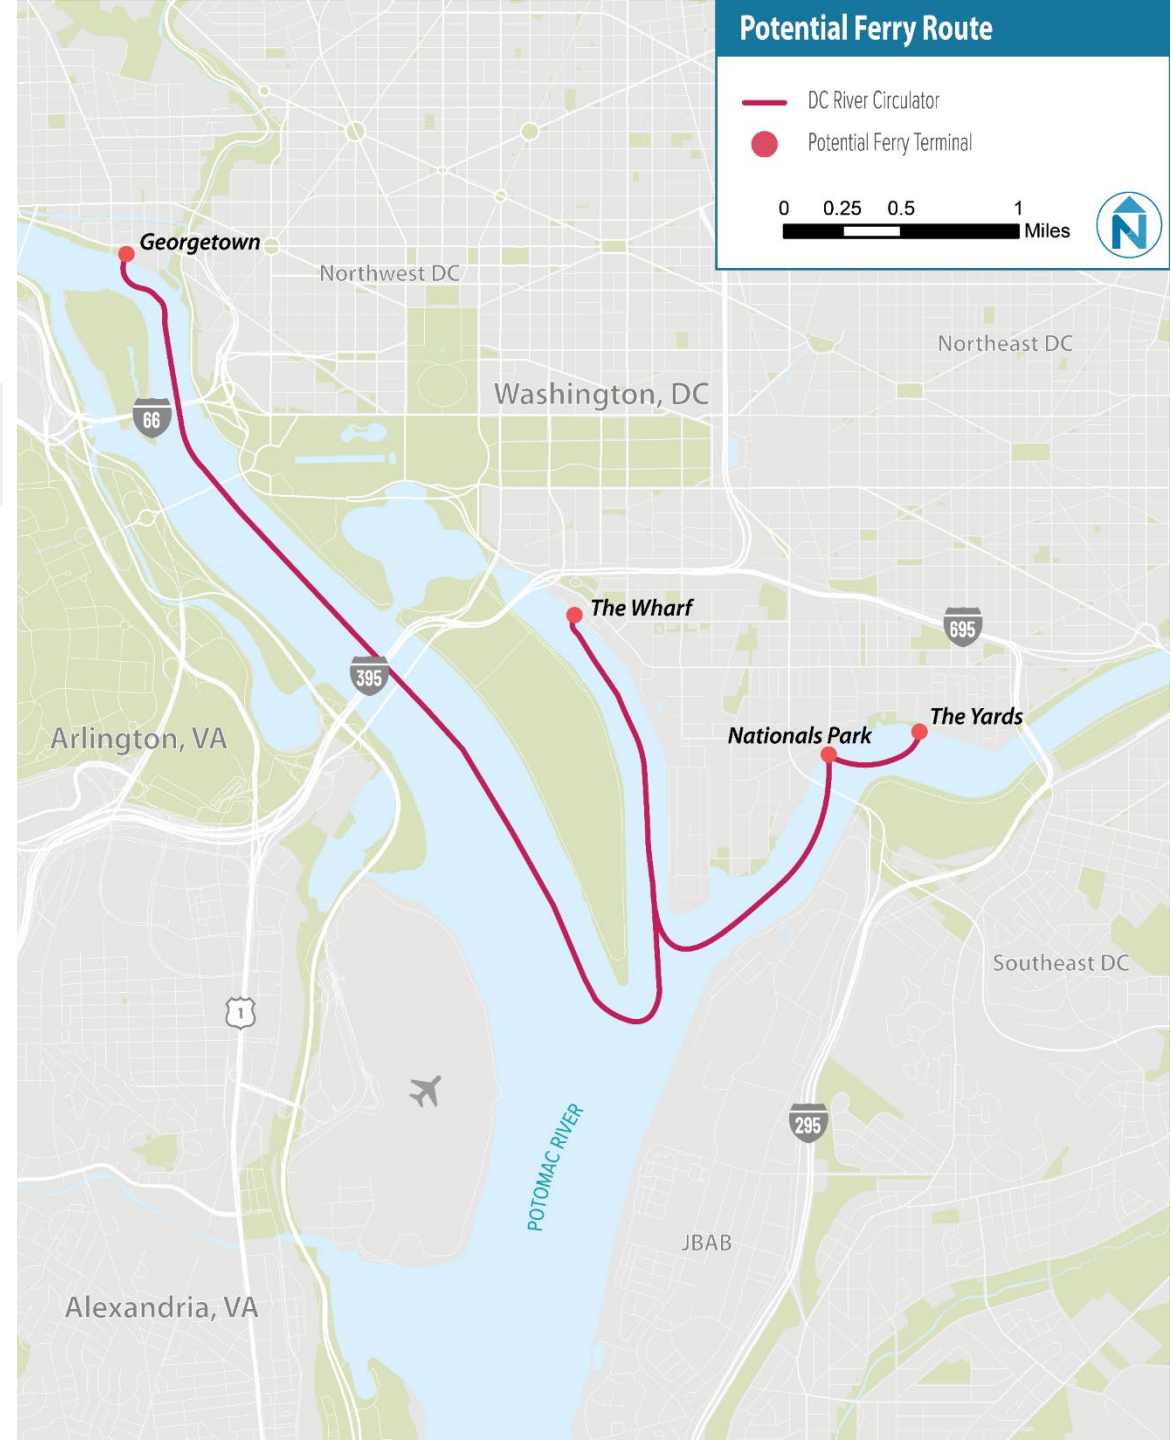 Potential Ferry Route
DC River Circulator
Potential Ferry Terminal
0 0.25 0.5 1
Miles
N
Georgetown
Northwest DC
Northeast DC
Washington, DC
66
The Wharf
695
395
The Yards
Nationals Park
Arlington, VA
Southeast DC
1
295
POTOMAC RIVER
JBAB
Alexandria, VA